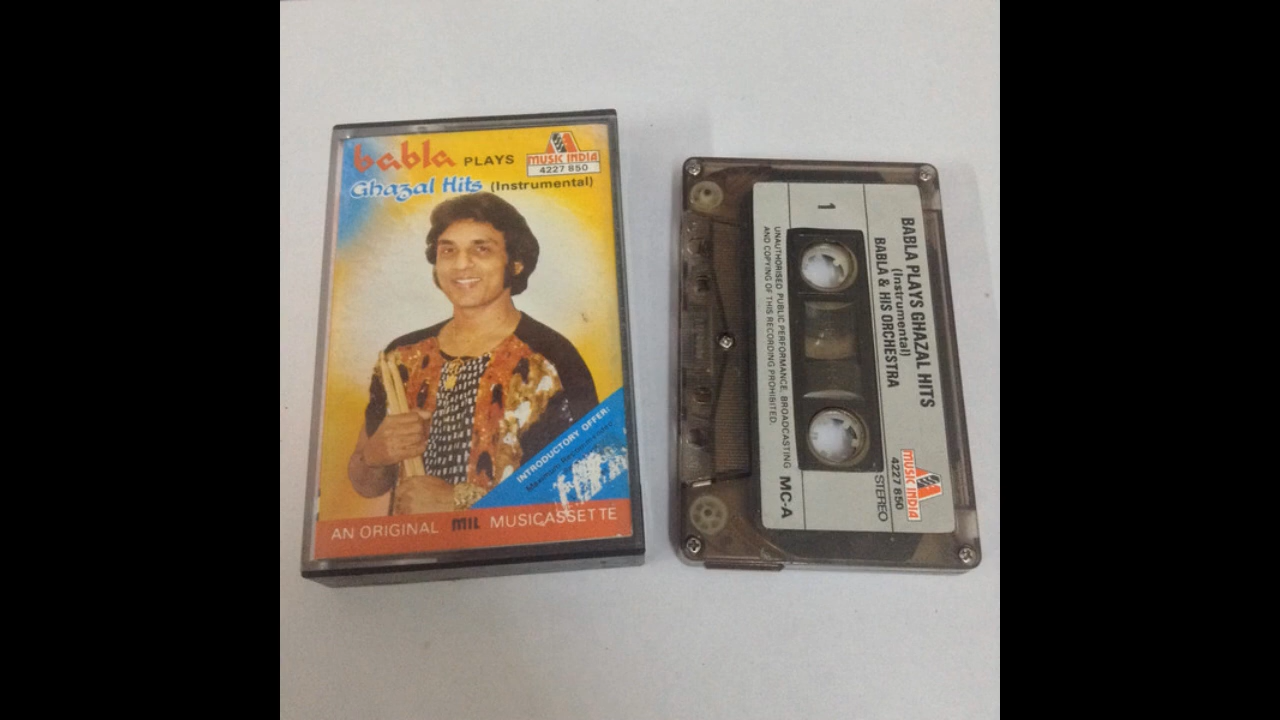 babla PLAYS
Ghazal Hits (Instrumental)
MUSIC INDIA
4227 850
INTRODUCTORY OFFER:
AN ORIGINAL MIL MUSICASSETTE
BABLA PLAYS GHAZAL HITS
(Instrumental)
BABLA & HIS ORCHESTRA
MUSIC INDIA
4227 850
STEREO
1
UNAUTHORISED PUBLIC PERFORMANCE, BROADCASTING
AND COPYING OF THIS RECORDING PROHIBITED.
MC-A